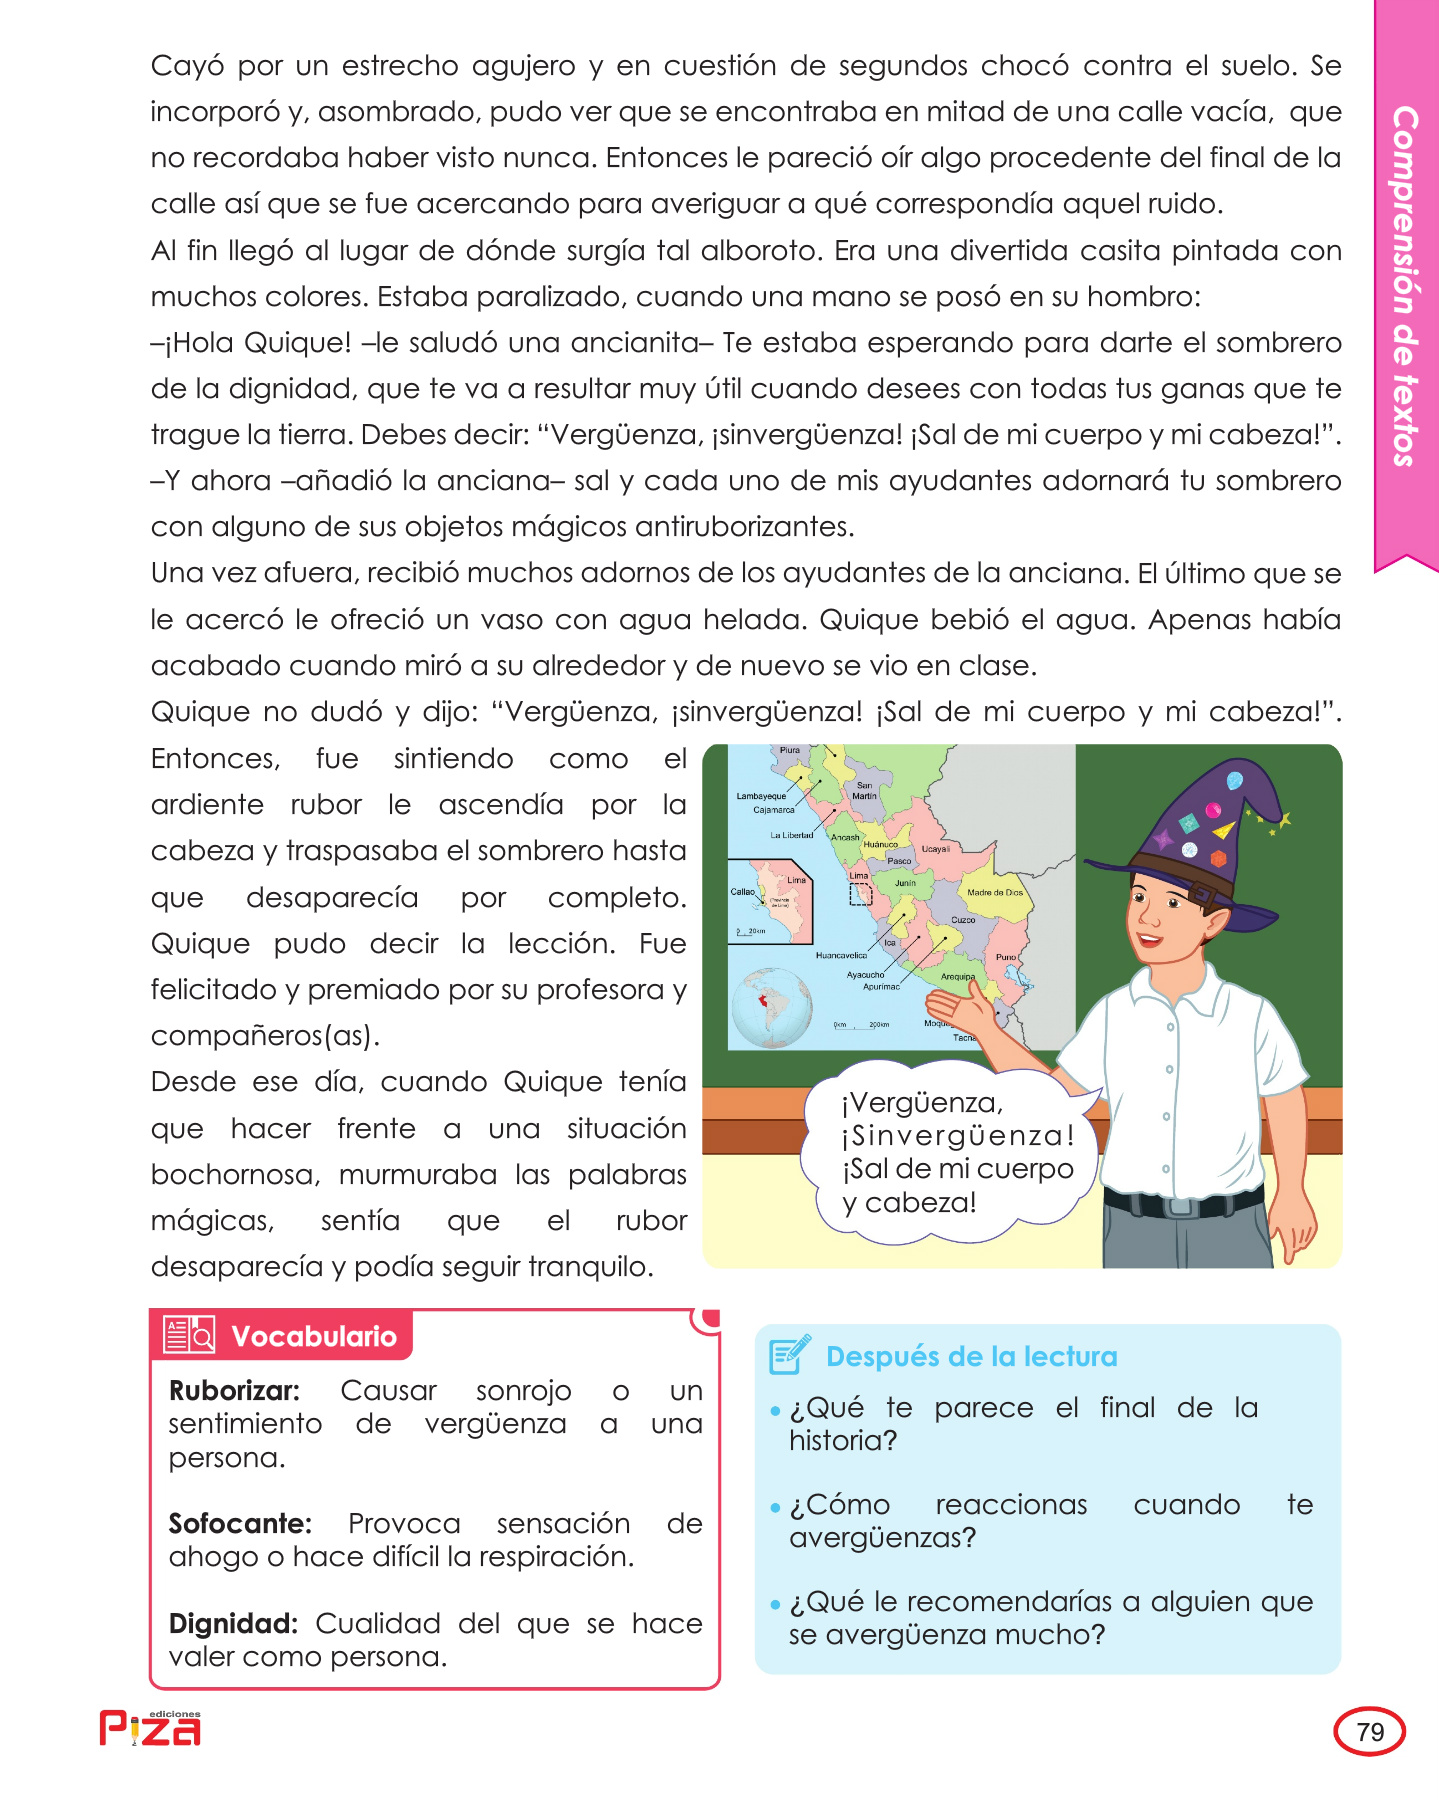 Cayó por un estrecho agujero y en cuestión de segundos chocó contra el suelo. Se
incorporó y, asombrado, pudo ver que se encontraba en mitad de una calle vacía, que
no recordaba haber visto nunca. Entonces le pareció oír algo procedente del final de la
calle así que se fue acercando para averiguar a qué correspondía aquel ruido.
Al fin llegó al lugar de dónde surgía tal alboroto. Era una divertida casita pintada con
muchos colores. Estaba paralizado, cuando una mano se posó en su hombro:
–¡Hola Quique! –le saludó una ancianita– Te estaba esperando para darte el sombrero
de la dignidad, que te va a resultar muy útil cuando desees con todas tus ganas que te
trague la tierra. Debes decir: “Vergüenza, ¡sinvergüenza! ¡Sal de mi cuerpo y mi cabeza!”.
–Y ahora –añadió la anciana– sal y cada uno de mis ayudantes adornará tu sombrero
con alguno de sus objetos mágicos antiruborizantes.
Una vez afuera, recibió muchos adornos de los ayudantes de la anciana. El último que se
le acercó le ofreció un vaso con agua helada. Quique bebió el agua. Apenas había
acabado cuando miró a su alrededor y de nuevo se vio en clase.
Quique no dudó y dijo: “Vergüenza, ¡sinvergüenza! ¡Sal de mi cuerpo y mi cabeza!”.
Entonces, fue sintiendo como el
ardiente rubor le ascendía por la
cabeza y traspasaba el sombrero hasta
que desaparecía por completo.
Quique pudo decir la lección. Fue
felicitado y premiado por su profesora y
compañeros(as).
Desde ese día, cuando Quique tenía
que hacer frente a una situación
bochornosa, murmuraba las palabras
mágicas, sentía que el rubor
desaparecía y podía seguir tranquilo.
Piura
Lambayeque
San
Martín
Cajamarca
La Libertad
Ancash
Huánuco
Ucayali
Pasco
Lima
Junín
Madre de Dios
Lima
Callao
(Provincia
de Lima)
0 20km
Cuzco
Ica
Huancavelica
Puno
Ayacucho
Arequipa
Apurímac
0km 200km
Moqu
Tacna
¡Vergüenza,
¡Sinvergüenza!
¡Sal de mi cuerpo
y cabeza!
Vocabulario
Ruborizar: Causar sonrojo o un
sentimiento de vergüenza a una
persona.
Sofocante: Provoca sensación de
ahogo o hace difícil la respiración.
Dignidad: Cualidad del que se hace
valer como persona.
Después de la lectura
• ¿Qué te parece el final de la
historia?
• ¿Cómo reaccionas cuando te
avergüenzas?
• ¿Qué le recomendarías a alguien que
se avergüenza mucho?
Comprensión de textos
ediciones
Piza
79